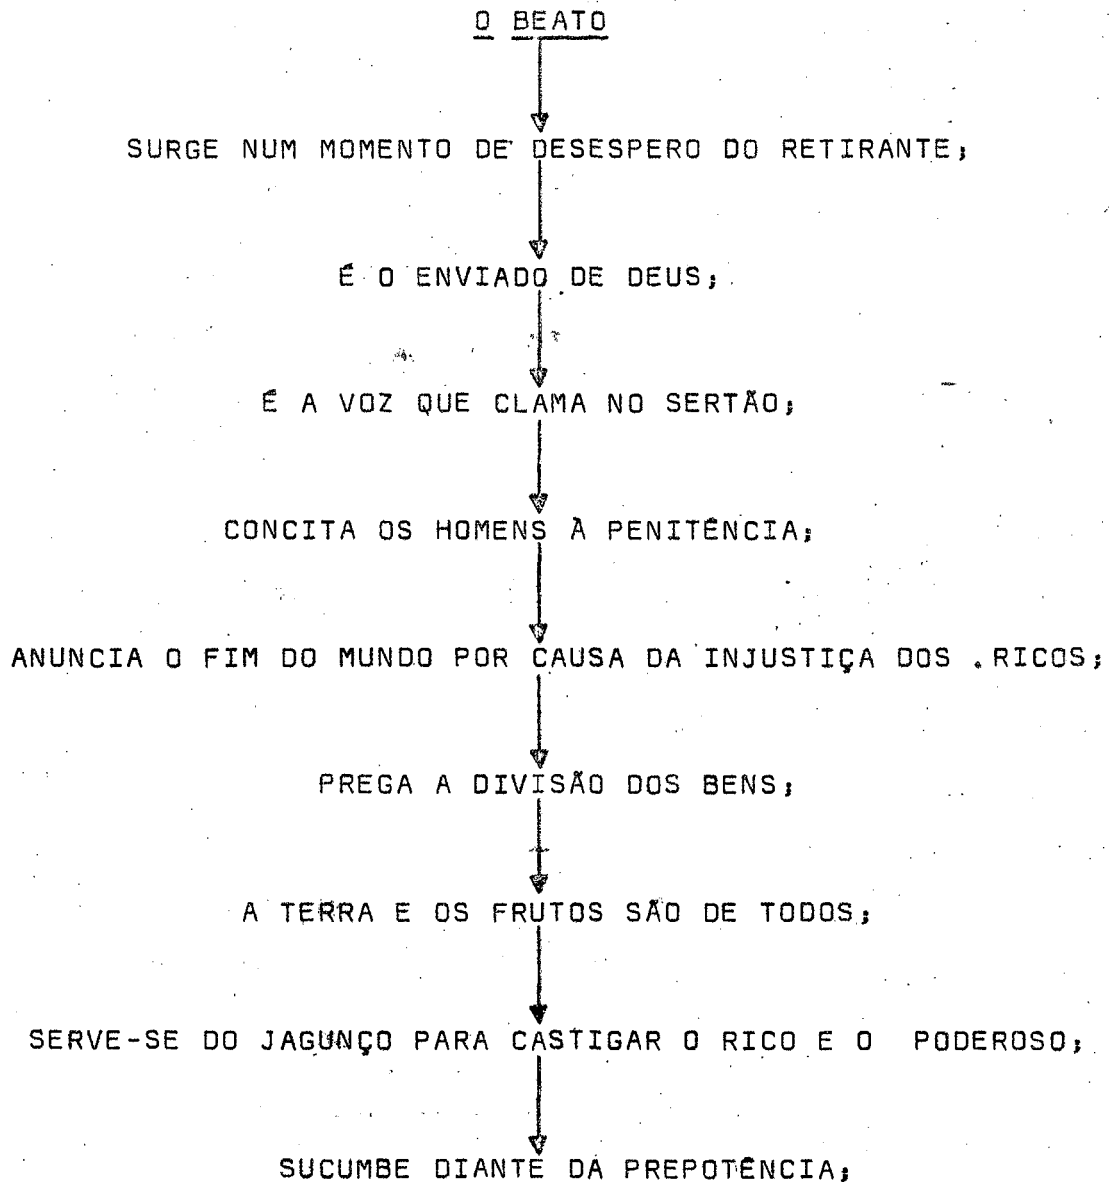 O BEATO
SURGE NUM MOMENTO DE DESESPERO DO RETIRANTE;
É O ENVIADO DE DEUS;
É A VOZ QUE CLAMA NO SERTÃO;
CONCITA OS HOMENS À PENITÊNCIA;
ANUNCIA O FIM DO MUNDO POR CAUSA DA INJUSTIÇA DOS RICOS;
PREGA A DIVISÃO DOS BENS;
A TERRA E OS FRUTOS SÃO DE TODOS;
SERVE-SE DO JAGUNÇO PARA CASTIGAR O RICO E O PODEROSO;
SUCUMBE DIANTE DA PREPOTÊNCIA;